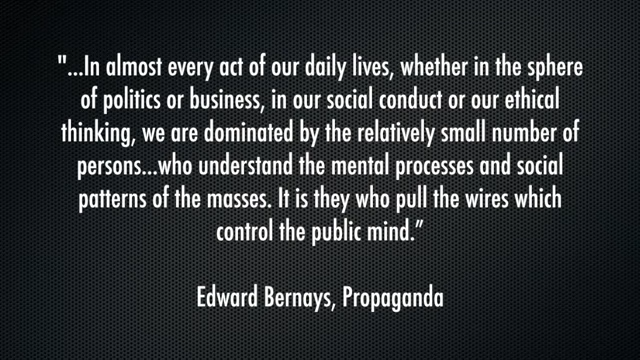 "...In almost every act of our daily lives, whether in the sphere
of politics or business, in our social conduct or our ethical
thinking, we are dominated by the relatively small number of
persons...who understand the mental processes and social
patterns of the masses. It is they who pull the wires which
control the public mind.”
Edward Bernays, Propaganda